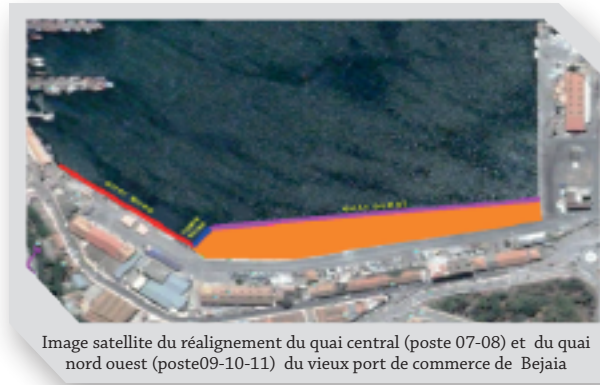 Image satellite du réalignement du quai central (poste 07-08) et du quai
nord ouest (poste09-10-11) du vieux port de commerce de Bejaia